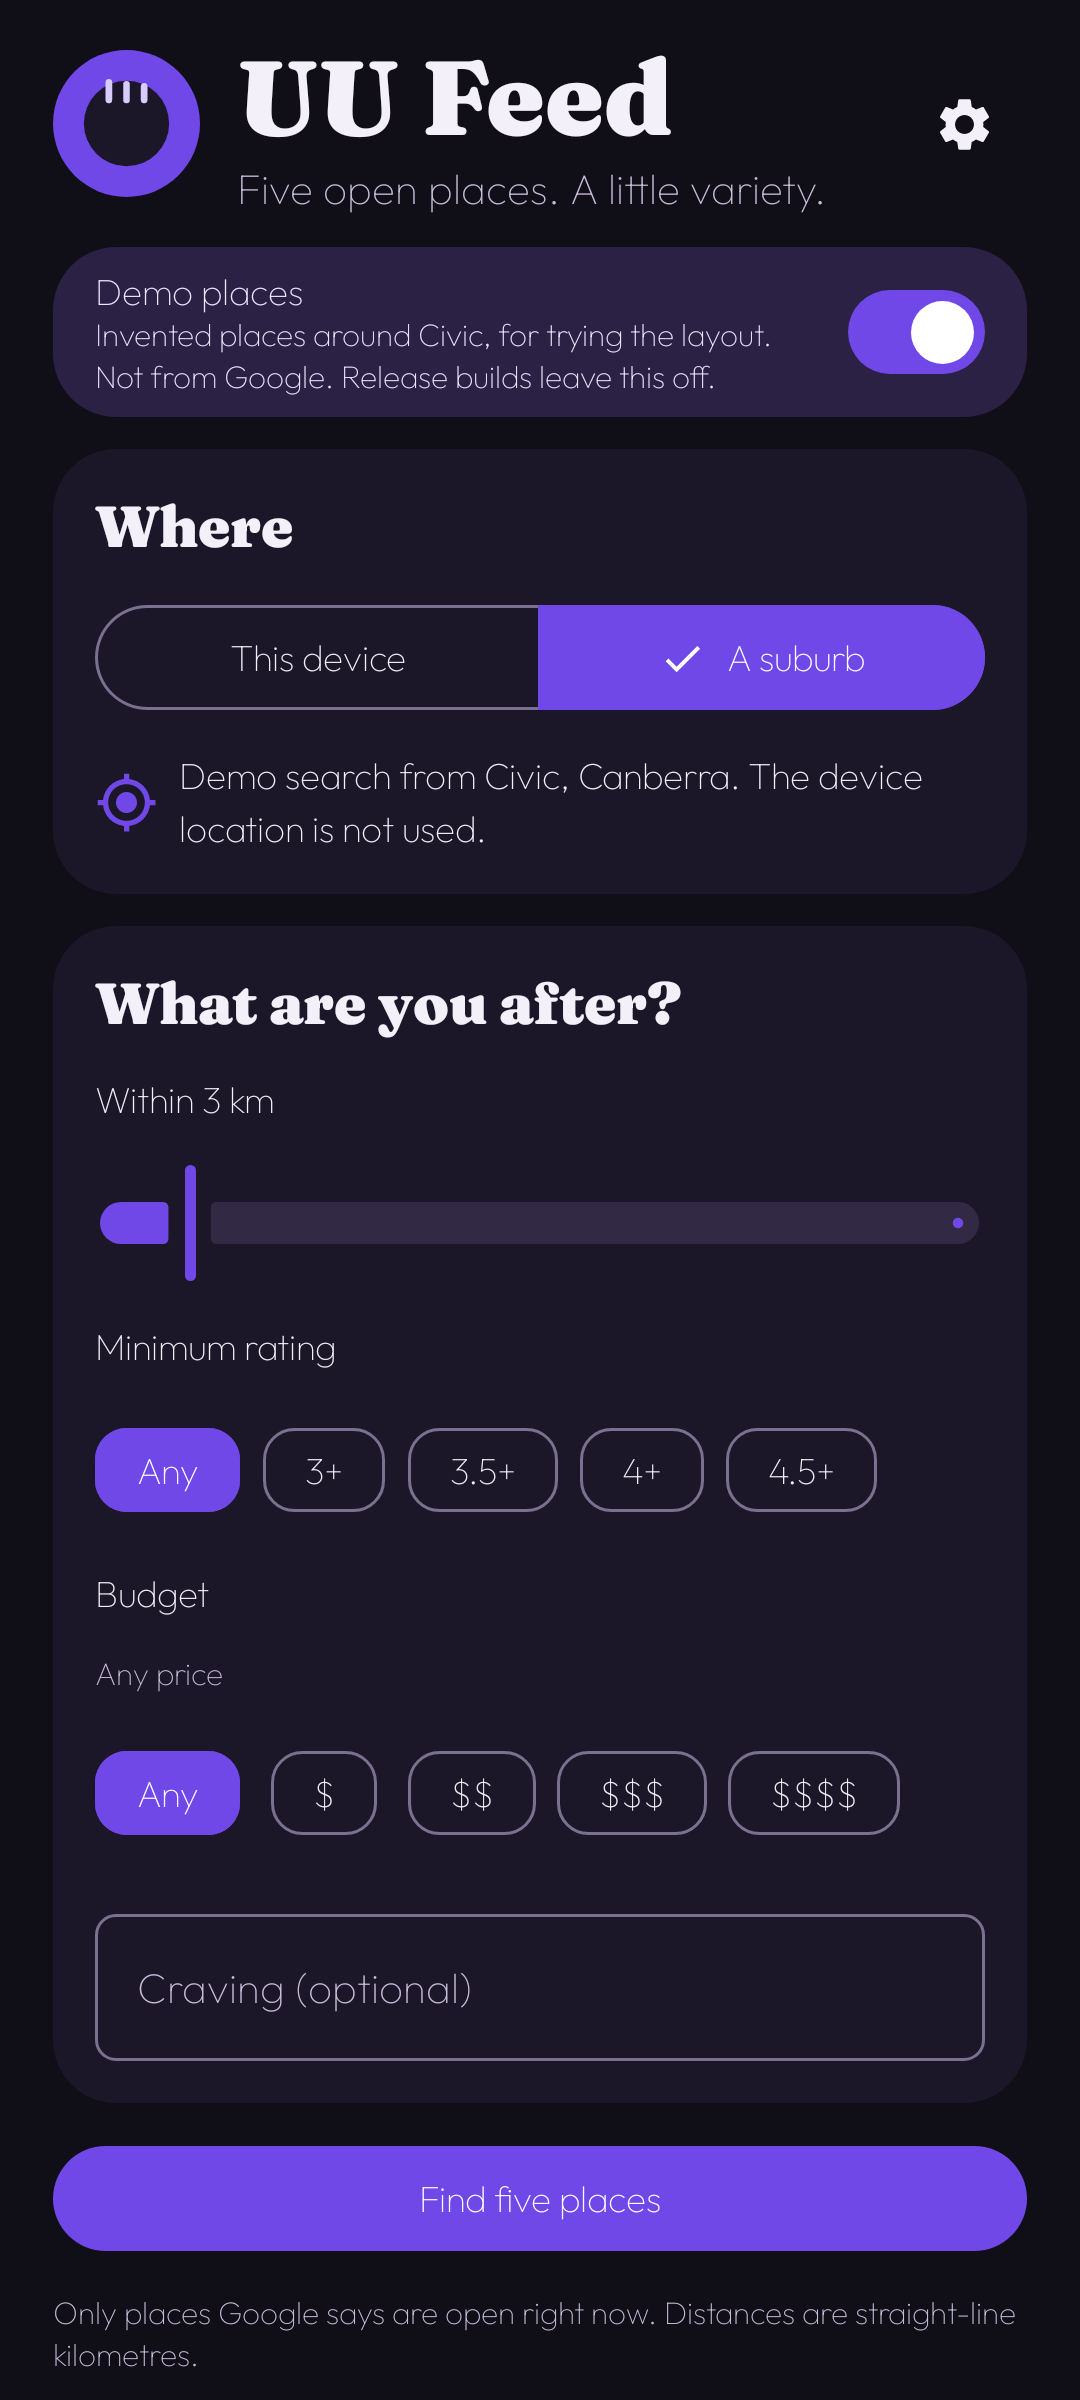 UU Feed
Five open places. A little variety.
Demo places
Invented places around Civic, for trying the layout.
Not from Google. Release builds leave this off.
Where
This device
A suburb
Demo search from Civic, Canberra. The device
location is not used.
What are you after?
Within 3 km
Minimum rating
Any 3+ 3.5+ 4+ 4.5+
Budget
Any price
Any $ $$ $$$ $$$$
Craving (optional)
Find five places
Only places Google says are open right now. Distances are straight-line
kilometres.